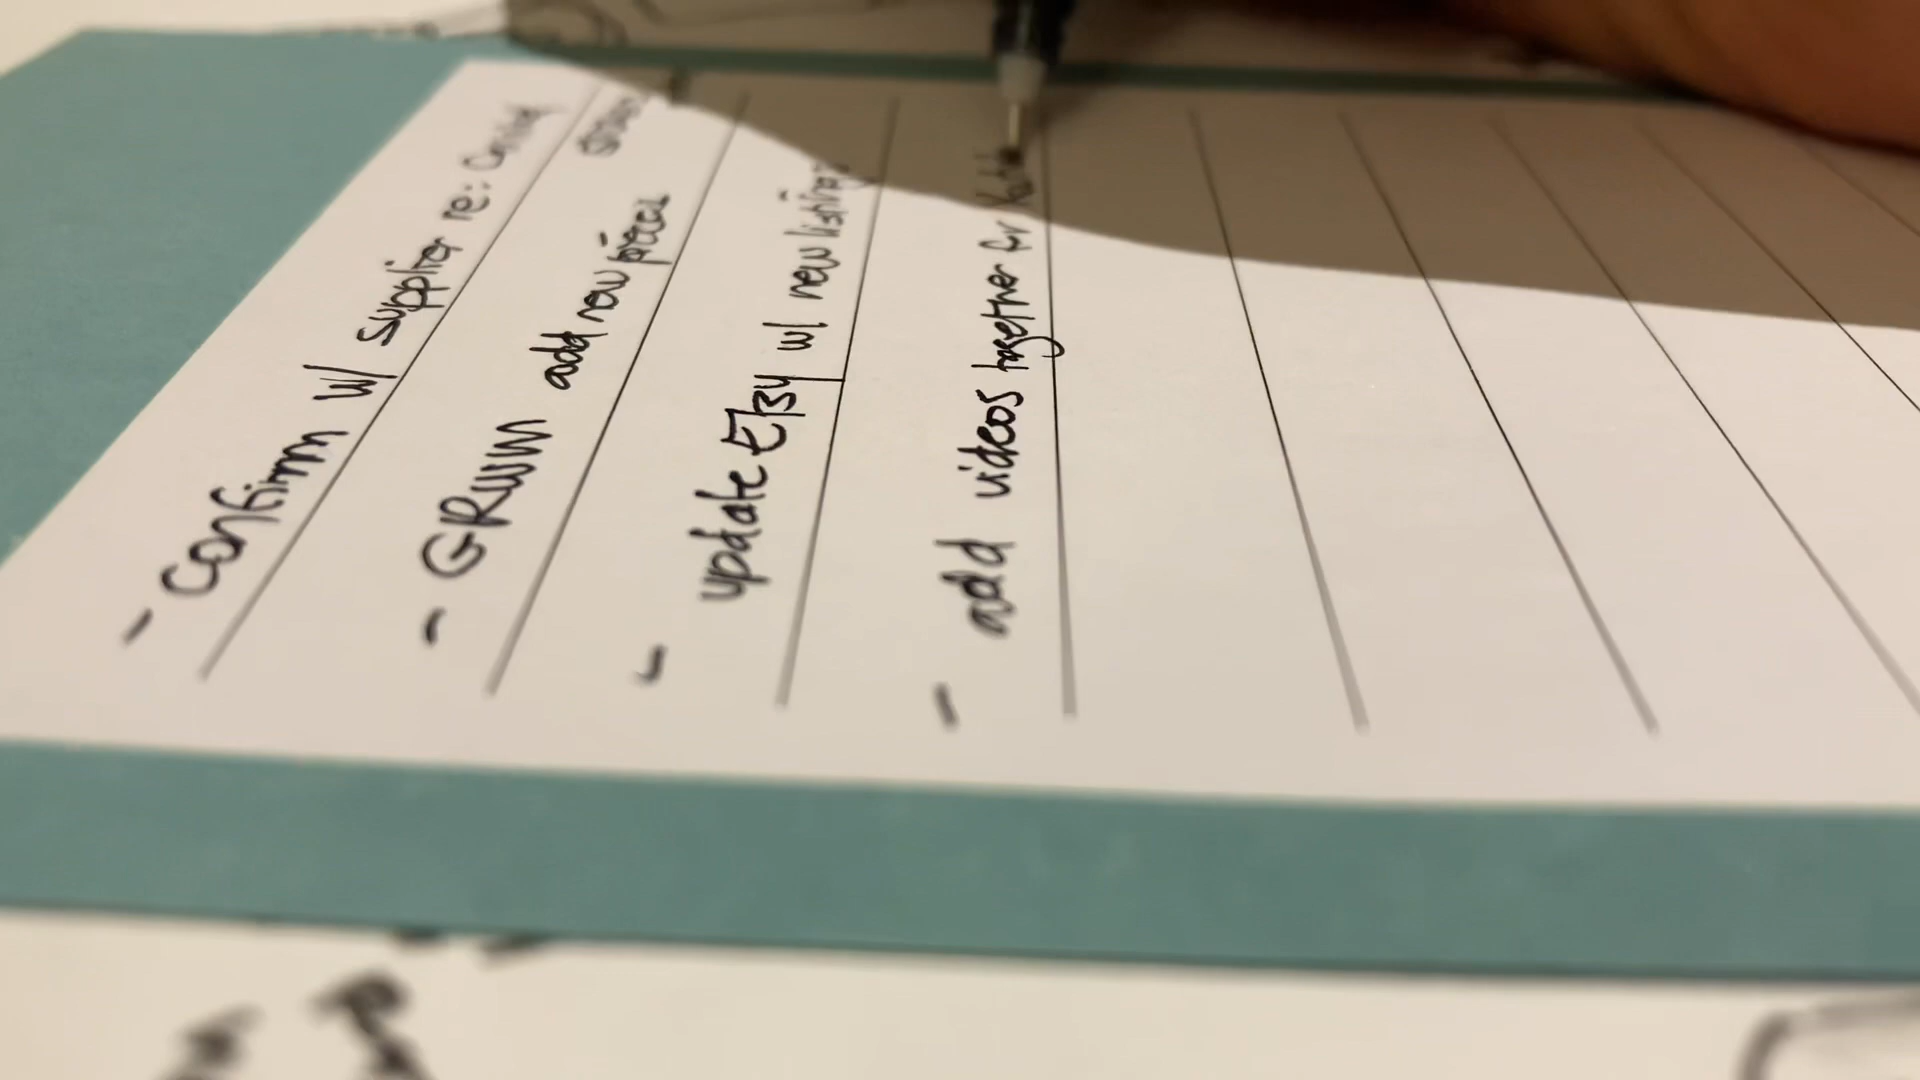 - confirm w/ supplier re:
- GRWM add new pieces
- update Etsy w/ new listings
- add videos together for